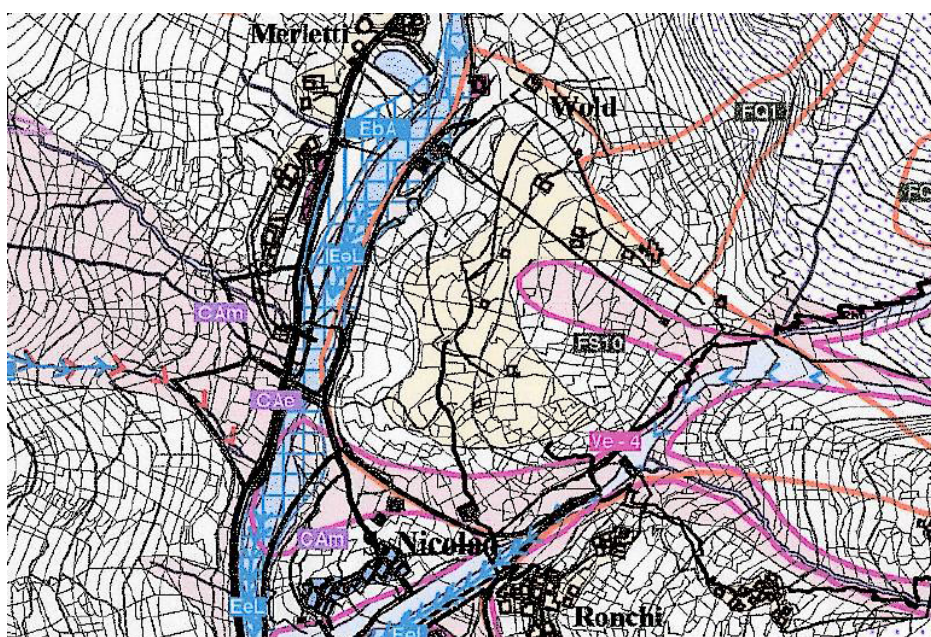 Merletti
Wold
EbA
FQ1
EeL
CAm
FS10
CAe
Ve - 4
CAm
Nicolao
EeL
Ronchi